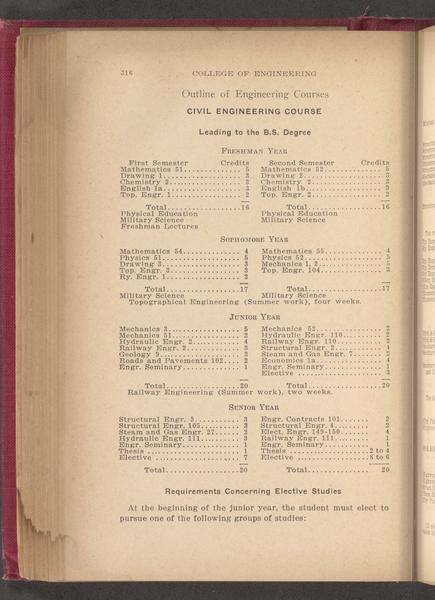 316 COLLEGE OF ENGINEERING
Outline of Engineering Courses
CIVIL ENGINEERING COURSE
Leading to the B.S. Degree
FRESHMAN YEAR
First Semester Credits Second Semester Credits
Mathematics 51.............. 5 Mathematics 52.............. 5
Drawing 1.................... 3 Drawing 2.................... 3
Chemistry 2.................. 3 Chemistry 2.................. 3
English 1a................... 3 English 1b................... 3
Top. Engr. 1................. 2 Top. Engr. 2................. 2
Total.................16 Total.................16
Physical Education Physical Education
Military Science Military Science
Freshman Lectures
SOPHOMORE YEAR
Mathematics 54.............. 4 Mathematics 55.............. 4
Physics 51................... 5 Physics 52................... 5
Drawing 3.................... 3 Mechanics 1, 2............... 5
Top. Engr. 3................. 3 Top. Engr. 104............... 3
Ry. Engr. 1.................. 2
Total.................17 Total.................17
Military Science Military Science
Topographical Engineering (Summer work), four weeks.
JUNIOR YEAR
Mechanics 3.................. 5 Mechanics 52................. 2
Mechanics 51................. 2 Hydraulic Engr. 110.......... 2
Hydraulic Engr. 2............ 4 Railway Engr. 110............ 2
Railway Engr. 2.............. 3 Structural Engr. 2........... 1
Geology 9.................... 3 Steam and Gas Engr. 7........ 2
Roads and Pavements 102... 2 Economics 1a................. 4
Engr. Seminary............... 1 Engr. Seminary............... 1
Elective
Total.................20 Total.................20
Railway Engineering (Summer work), two weeks.
SENIOR YEAR
Structural Engr. 3........... 3 Engr. Contracts 101....... 2
Structural Engr. 105......... 3 Structural Engr. 4........ 2
Steam and Gas Engr. 27....... 2 Elect. Engr. 149-150...... 4
Hydraulic Engr. 111.......... 3 Railway Engr. 111......... 1
Engr. Seminary............... 1 Engr. Seminary............ 1
Thesis ...................... 1 Thesis ...................2 to 4
Elective .................... 7 Elective .................8 to 6
Total.................20 Total............... 20
Requirements Concerning Elective Studies
At the beginning of the junior year, the student must elect to
pursue one of the following groups of studies: